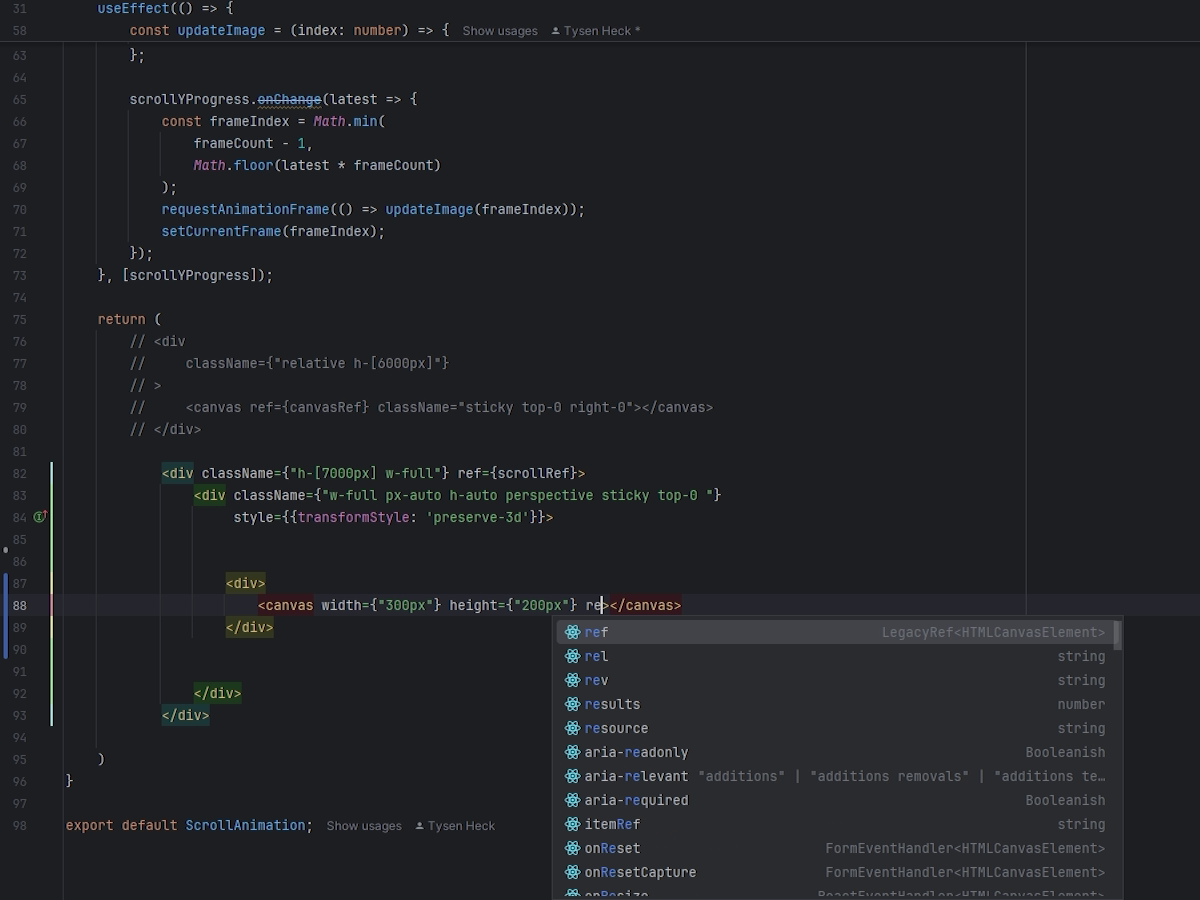 31 useEffect(() => {
58 const updateImage = (index: number) => { Show usages Tysen Heck *
63 };
64
65 scrollYProgress.onChange(latest => {
66 const frameIndex = Math.min(
67 frameCount - 1,
68 Math.floor(latest * frameCount)
69 );
70 requestAnimationFrame(() => updateImage(frameIndex));
71 setCurrentFrame(frameIndex);
72 });
73 }, [scrollYProgress]);
74
75 return (
76 // <div
77 // className={"relative h-[6000px]"}
78 // >
79 // <canvas ref={canvasRef} className="sticky top-0 right-0"></canvas>
80 // </div>
81
82 <div className={"h-[7000px] w-full"} ref={scrollRef}>
83 <div className={"w-full px-auto h-auto perspective sticky top-0 "}
84 style={{transformStyle: 'preserve-3d'}}>
85
86
87 <div>
88 <canvas width={"300px"} height={"200px"} re></canvas>
89 </div>
90
91
92 </div>
93 </div>
94
95 )
96 }
97
98 export default ScrollAnimation; Show usages Tysen Heck
ref LegacyRef<HTMLCanvasElement>
rel string
rev string
results number
resource string
aria-readonly Booleanish
aria-relevant "additions" | "additions removals" | "additions te…
aria-required Booleanish
itemRef string
onReset FormEventHandler<HTMLCanvasElement>
onResetCapture FormEventHandler<HTMLCanvasElement>
onResize ReactEventHandler<HTMLCanvasElement>